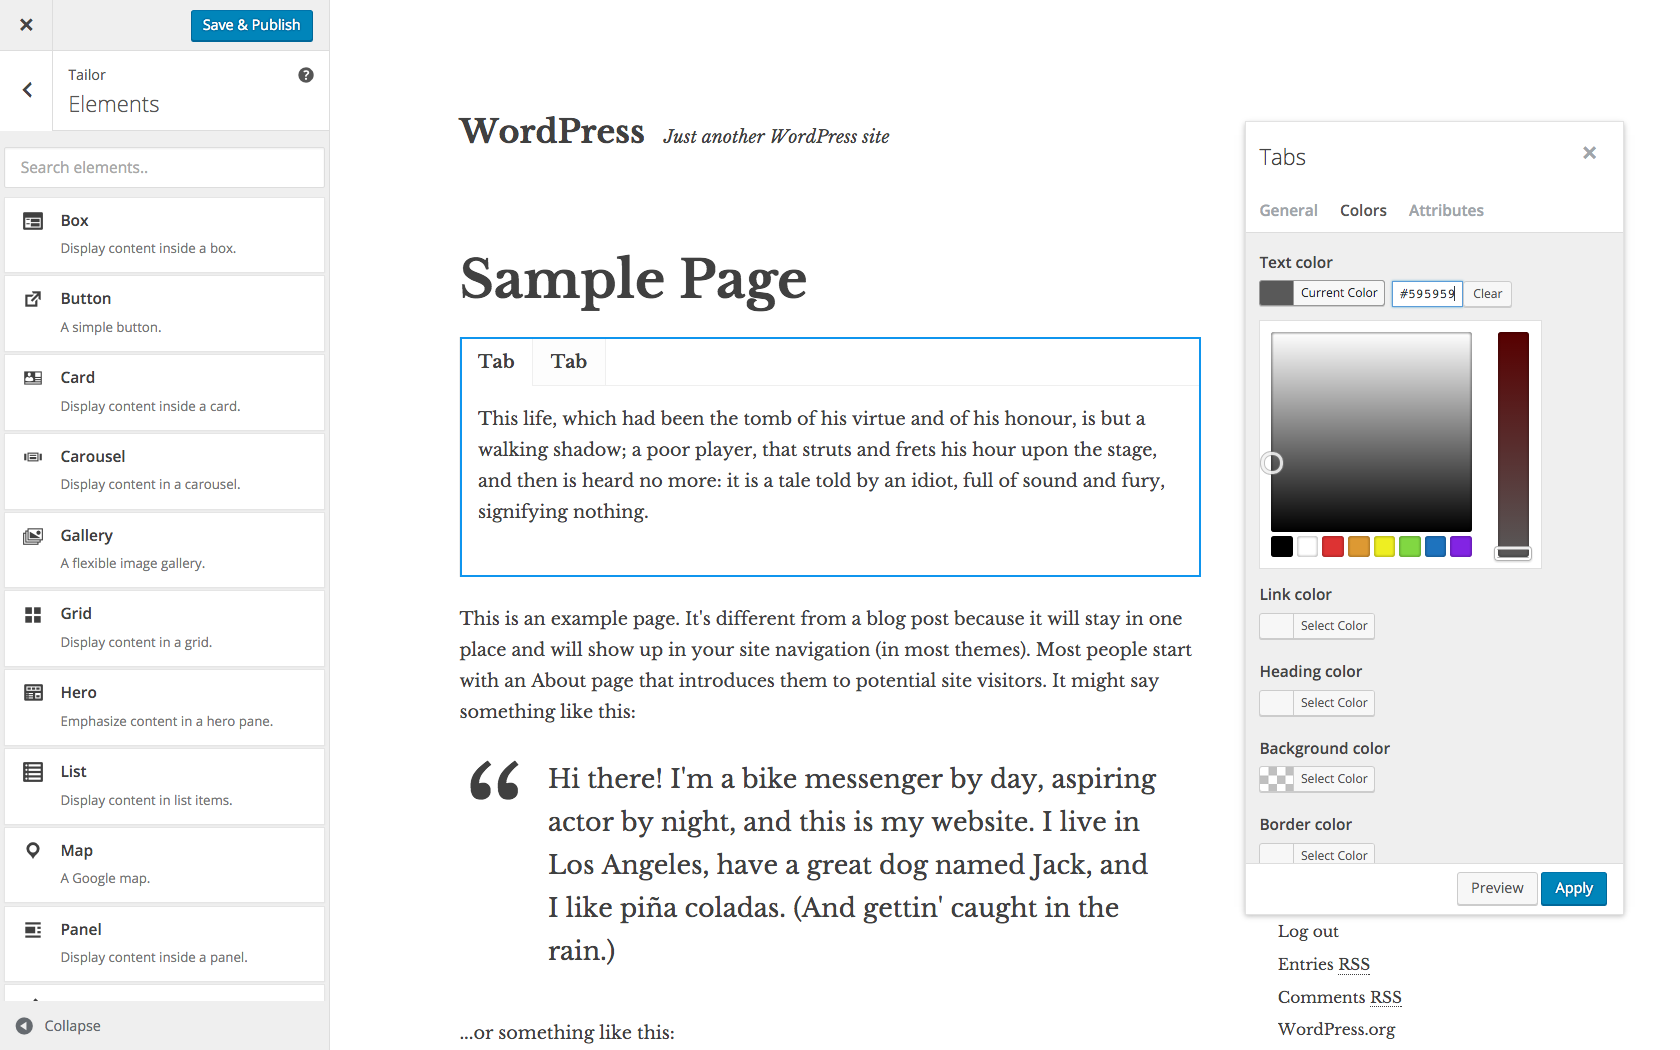 Save & Publish
Tailor
Elements
Search elements..
Box
Display content inside a box.
Button
A simple button.
Card
Display content inside a card.
Carousel
Display content in a carousel.
Gallery
A flexible image gallery.
Grid
Display content in a grid.
Hero
Emphasize content in a hero pane.
List
Display content in list items.
Map
A Google map.
Panel
Display content inside a panel.
Collapse
WordPress Just another WordPress site
Sample Page
Tab Tab
This life, which had been the tomb of his virtue and of his honour, is but a
walking shadow; a poor player, that struts and frets his hour upon the stage,
and then is heard no more: it is a tale told by an idiot, full of sound and fury,
signifying nothing.
This is an example page. It's different from a blog post because it will stay in one
place and will show up in your site navigation (in most themes). Most people start
with an About page that introduces them to potential site visitors. It might say
something like this:
“ Hi there! I'm a bike messenger by day, aspiring
actor by night, and this is my website. I live in
Los Angeles, have a great dog named Jack, and
I like piña coladas. (And gettin' caught in the
rain.)
...or something like this:
Tabs
General Colors Attributes
Text color
Current Color #595959 Clear
Link color
Select Color
Heading color
Select Color
Background color
Select Color
Border color
Select Color
Preview Apply
Log out
Entries RSS
Comments RSS
WordPress.org